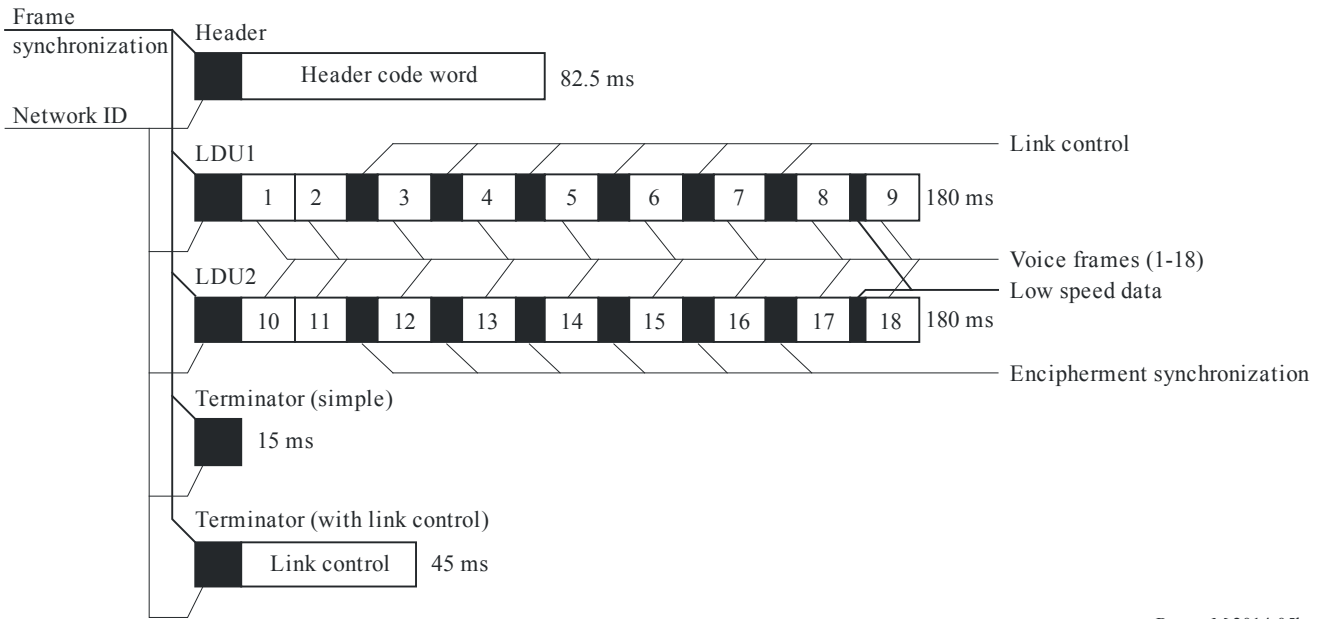 Frame
synchronization
Header
Header code word
82.5 ms
Network ID
LDU1
Link control
1 2 3 4 5 6 7 8 9
180 ms
Voice frames (1-18)
LDU2
Low speed data
10 11 12 13 14 15 16 17 18
180 ms
Encipherment synchronization
Terminator (simple)
15 ms
Terminator (with link control)
Link control
45 ms